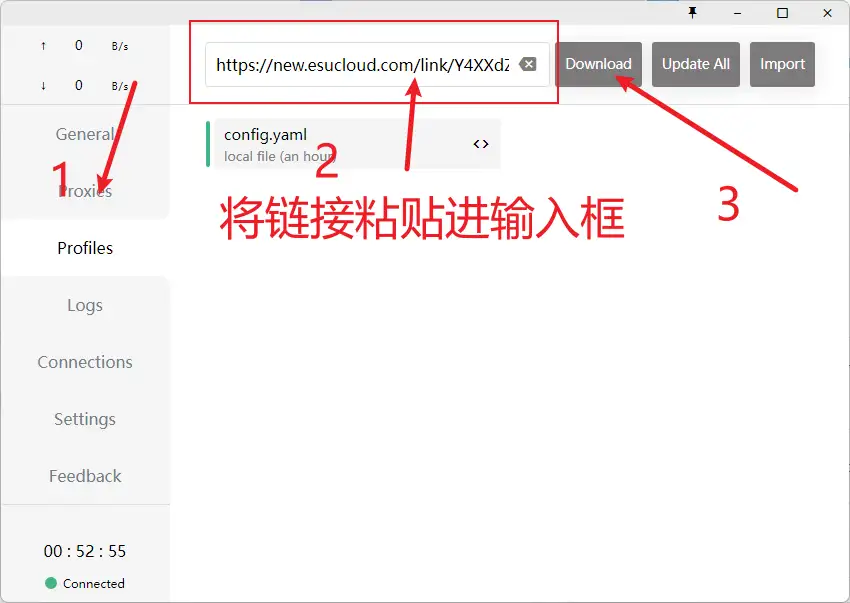 ↑ 0 B/s
↓ 0 B/s
https://new.esucloud.com/link/Y4XXdZ
Download
Update All
Import
General
Proxies
Profiles
Logs
Connections
Settings
Feedback
00 : 52 : 55
Connected
config.yaml
local file (an hour)
<>
1
2
将链接粘贴进输入框
3